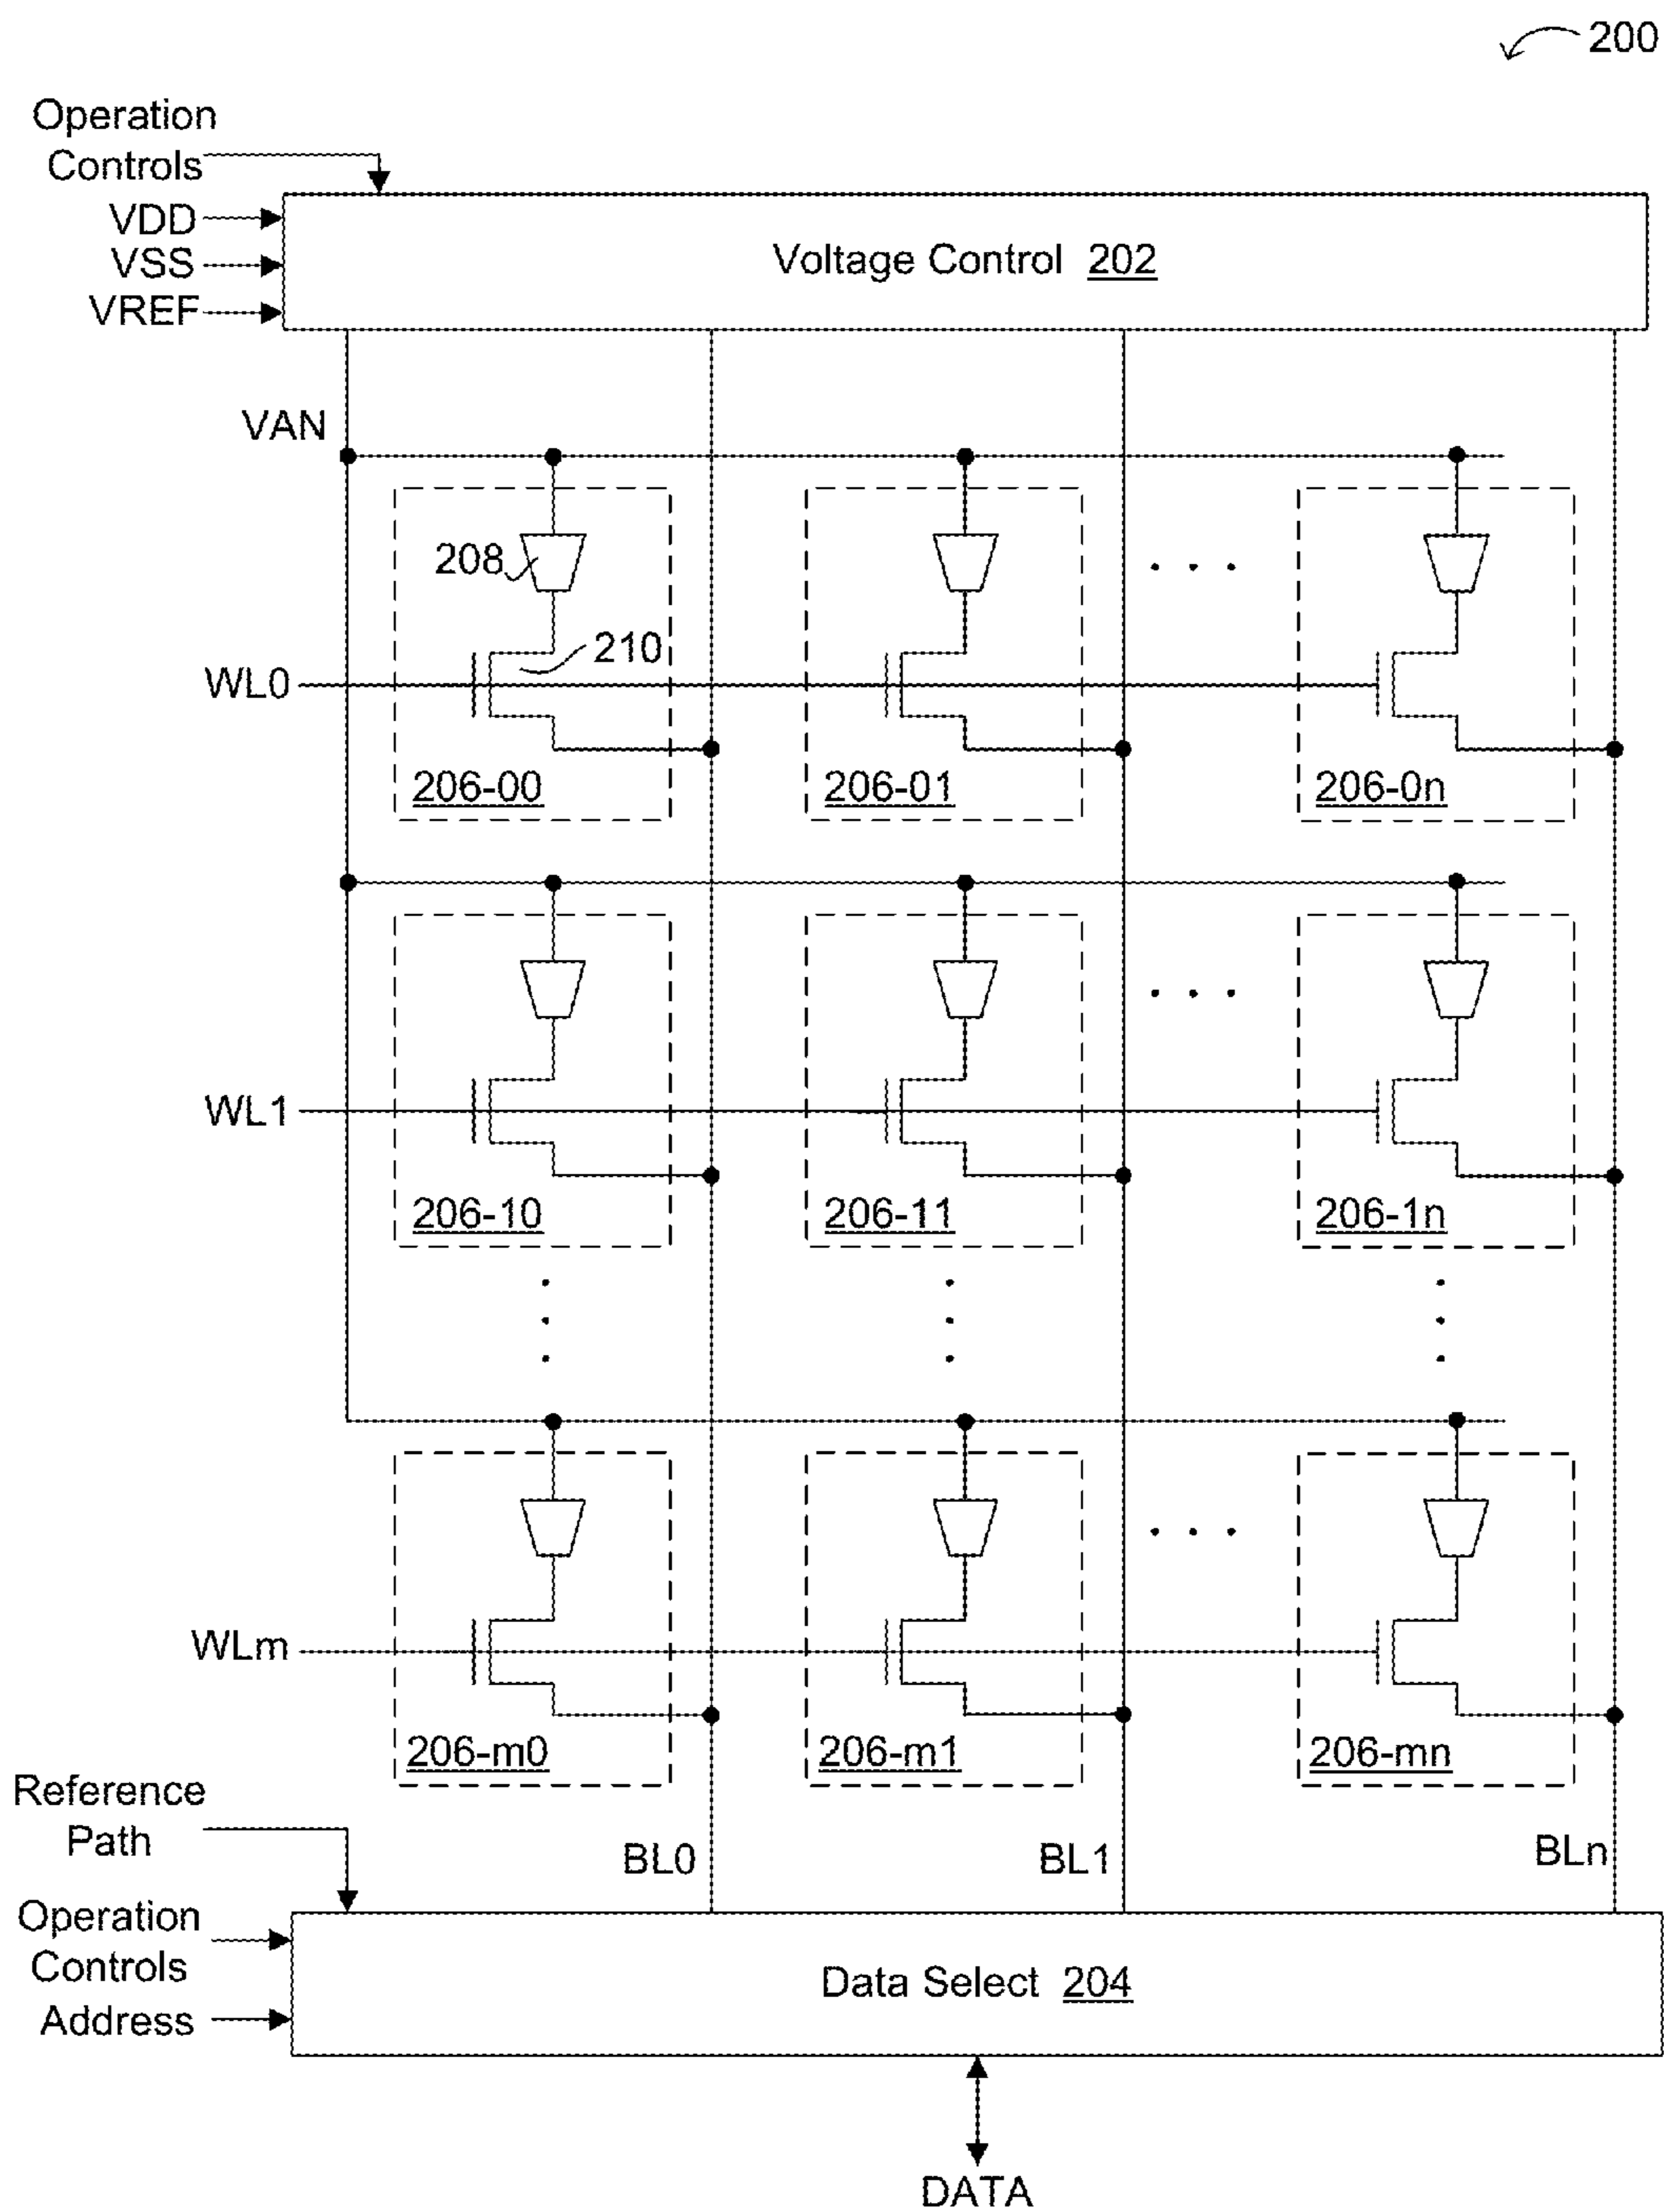 200
Operation
Controls
VDD
VSS
VREF
Voltage Control 202
VAN
208
210
WL0
206-00
206-01
206-0n
WL1
206-10
206-11
206-1n
WLm
206-m0
206-m1
206-mn
Reference
Path
BL0
BL1
BLn
Operation
Controls
Address
Data Select 204
DATA